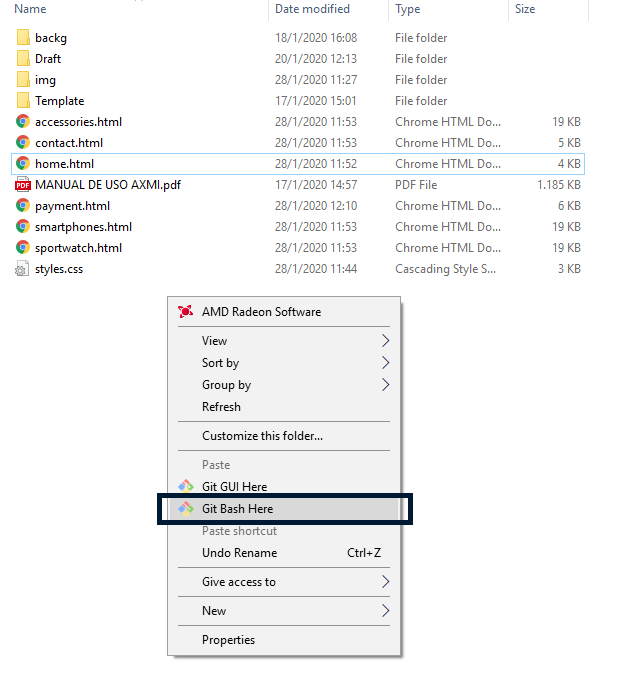 Name Date modified Type Size
backg 18/1/2020 16:08 File folder
Draft 20/1/2020 12:13 File folder
img 28/1/2020 11:27 File folder
Template 17/1/2020 15:01 File folder
accessories.html 28/1/2020 11:53 Chrome HTML Do... 19 KB
contact.html 28/1/2020 11:53 Chrome HTML Do... 5 KB
home.html 28/1/2020 11:52 Chrome HTML Do... 4 KB
PDF MANUAL DE USO AXMI.pdf 17/1/2020 14:57 PDF File 1.185 KB
payment.html 28/1/2020 12:10 Chrome HTML Do... 6 KB
smartphones.html 28/1/2020 11:53 Chrome HTML Do... 19 KB
sportwatch.html 28/1/2020 11:53 Chrome HTML Do... 19 KB
styles.css 28/1/2020 11:44 Cascading Style S... 3 KB
AMD Radeon Software
View
Sort by
Group by
Refresh
Customize this folder...
Paste
Git GUI Here
Git Bash Here
Paste shortcut
Undo Rename Ctrl+Z
Give access to
New
Properties